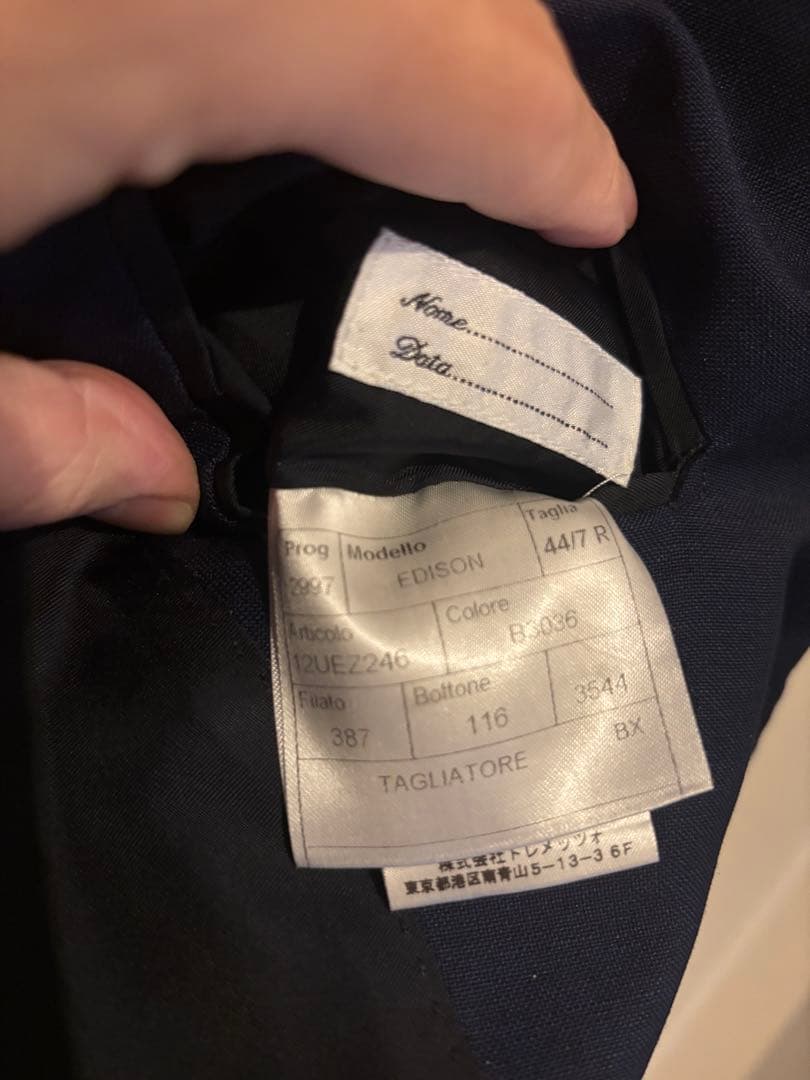 Nome
Data
Prog Modello Taglia
2997 EDISON 44/7 R
Articolo Colore
12UEZ246 B3036
Filato Bottone
387 116 3544
TAGLIATORE BX
株式会社トレメッツォ
東京都港区南青山5-13-3 6F